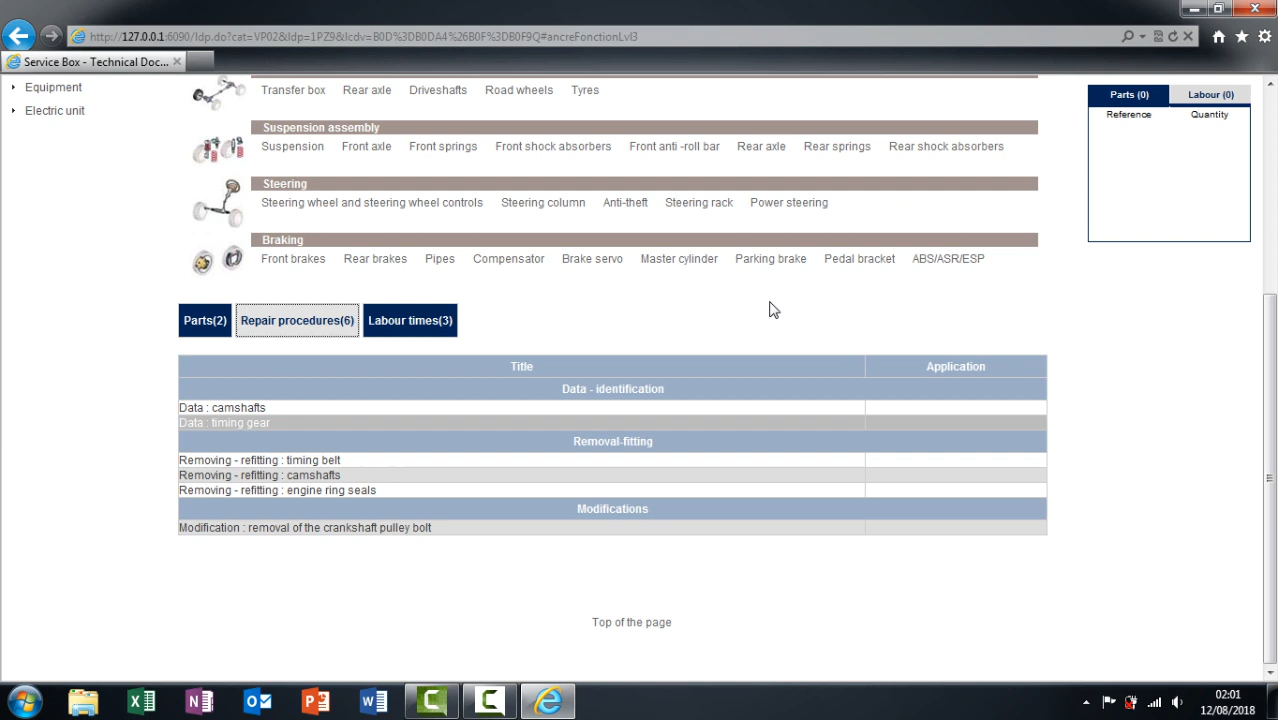 http://127.0.0.1:6090/ldp.do?cat=VP02&ldp=1PZ9&lcdv=B0D%3DB0DA4%26B0F%3DB0F9Q#ancreFonctionLvl3
Service Box - Technical Doc...
Equipment
Electric unit
Transfer box Rear axle Driveshafts Road wheels Tyres
Suspension assembly
Suspension Front axle Front springs Front shock absorbers Front anti -roll bar Rear axle Rear springs Rear shock absorbers
Steering
Steering wheel and steering wheel controls Steering column Anti-theft Steering rack Power steering
Braking
Front brakes Rear brakes Pipes Compensator Brake servo Master cylinder Parking brake Pedal bracket ABS/ASR/ESP
Parts (0) Labour (0)
Reference Quantity
Parts(2) Repair procedures(6) Labour times(3)
Title Application
Data - identification
Data : camshafts
Data : timing gear
Removal-fitting
Removing - refitting : timing belt
Removing - refitting : camshafts
Removing - refitting : engine ring seals
Modifications
Modification : removal of the crankshaft pulley bolt
Top of the page
02:01
12/08/2018